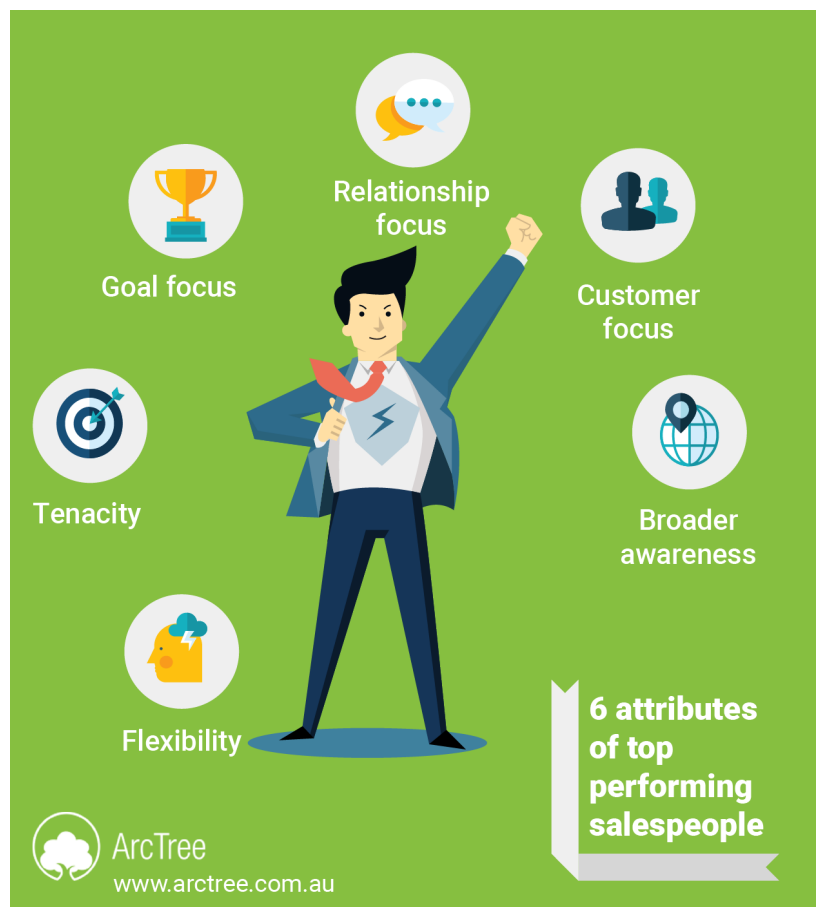 Relationship
focus
Goal focus
Customer
focus
Tenacity
Broader
awareness
Flexibility
6 attributes
of top
performing
salespeople
ArcTree
www.arctree.com.au